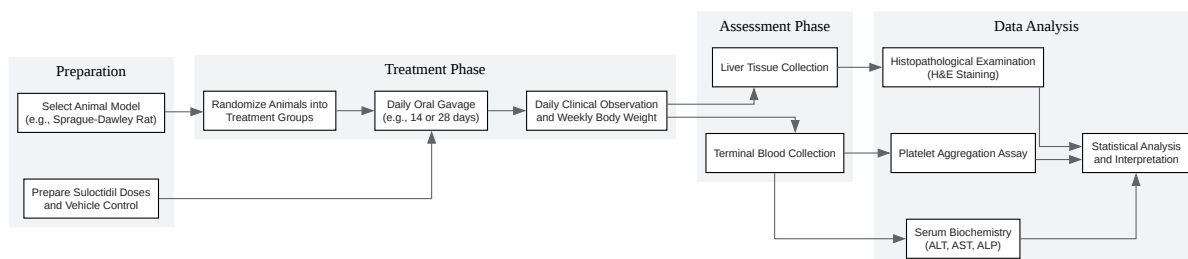 Preparation
Select Animal Model
(e.g., Sprague-Dawley Rat)
Prepare Suloctidil Doses
and Vehicle Control
Treatment Phase
Randomize Animals into
Treatment Groups
Daily Oral Gavage
(e.g., 14 or 28 days)
Daily Clinical Observation
and Weekly Body Weight
Assessment Phase
Liver Tissue Collection
Terminal Blood Collection
Data Analysis
Histopathological Examination
(H&E Staining)
Platelet Aggregation Assay
Serum Biochemistry
(ALT, AST, ALP)
Statistical Analysis
and Interpretation